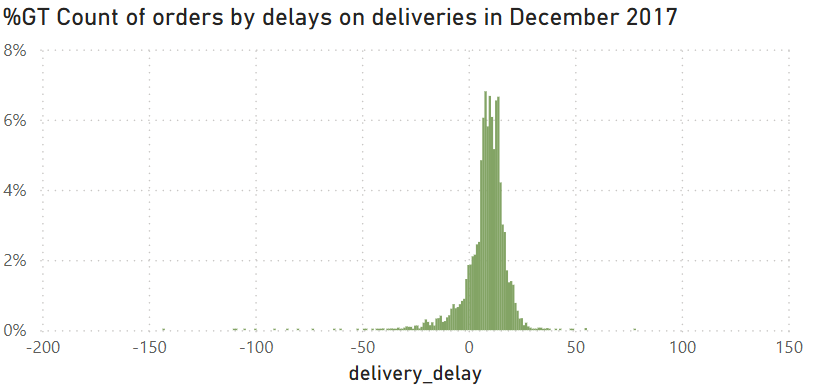 %GT Count of orders by delays on deliveries in December 2017
8%
6%
4%
2%
0%
-200 -150 -100 -50 0 50 100 150
delivery_delay